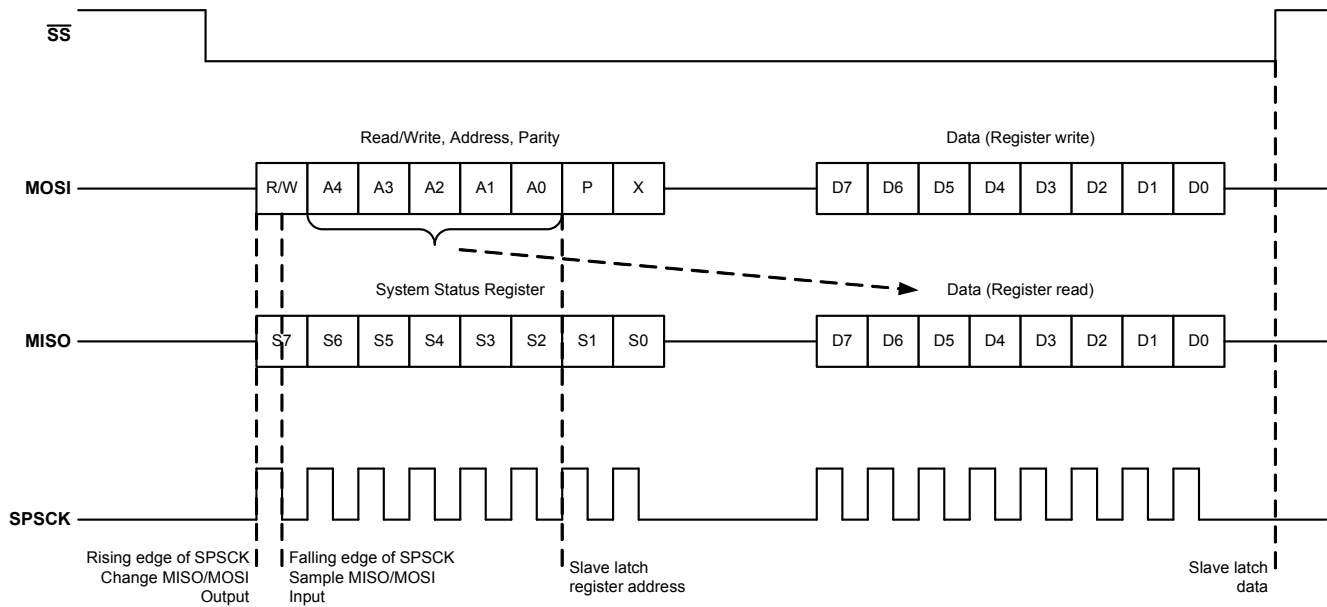 SS
Read/Write, Address, Parity
Data (Register write)
MOSI
R/W A4 A3 A2 A1 A0 P X
D7 D6 D5 D4 D3 D2 D1 D0
System Status Register
Data (Register read)
MISO
S7 S6 S5 S4 S3 S2 S1 S0
D7 D6 D5 D4 D3 D2 D1 D0
SPSCK
Rising edge of SPSCK
Change MISO/MOSI
Output
Falling edge of SPSCK
Sample MISO/MOSI
Input
Slave latch
register address
Slave latch
data